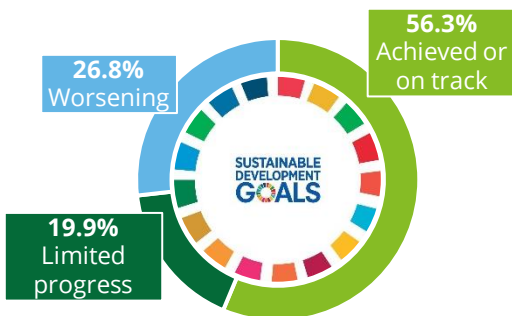 56.3%
Achieved or
on track
26.8%
Worsening
SUSTAINABLE
DEVELOPMENT
GOALS
19.9%
Limited
progress